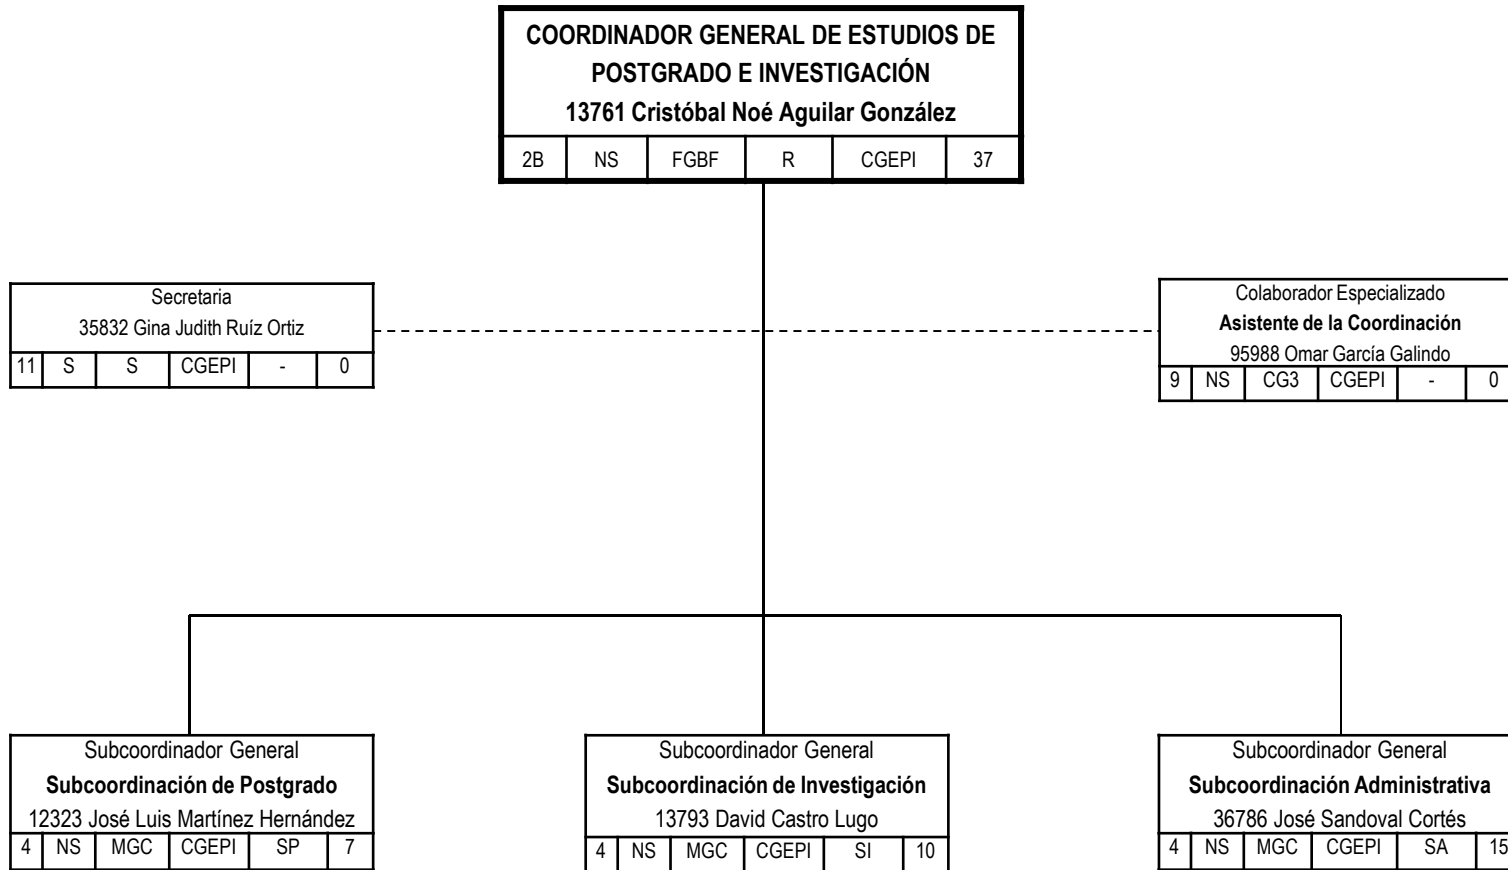 COORDINADOR GENERAL DE ESTUDIOS DE
POSTGRADO E INVESTIGACIÓN
13761 Cristóbal Noé Aguilar González
2B NS FGBF R CGEPI 37
Secretaria
35832 Gina Judith Ruíz Ortiz
11 S S CGEPI - 0
Colaborador Especializado
Asistente de la Coordinación
95988 Omar García Galindo
9 NS CG3 CGEPI - 0
Subcoordinador General
Subcoordinación de Postgrado
12323 José Luis Martínez Hernández
4 NS MGC CGEPI SP 7
Subcoordinador General
Subcoordinación de Investigación
13793 David Castro Lugo
4 NS MGC CGEPI SI 10
Subcoordinador General
Subcoordinación Administrativa
36786 José Sandoval Cortés
4 NS MGC CGEPI SA 15